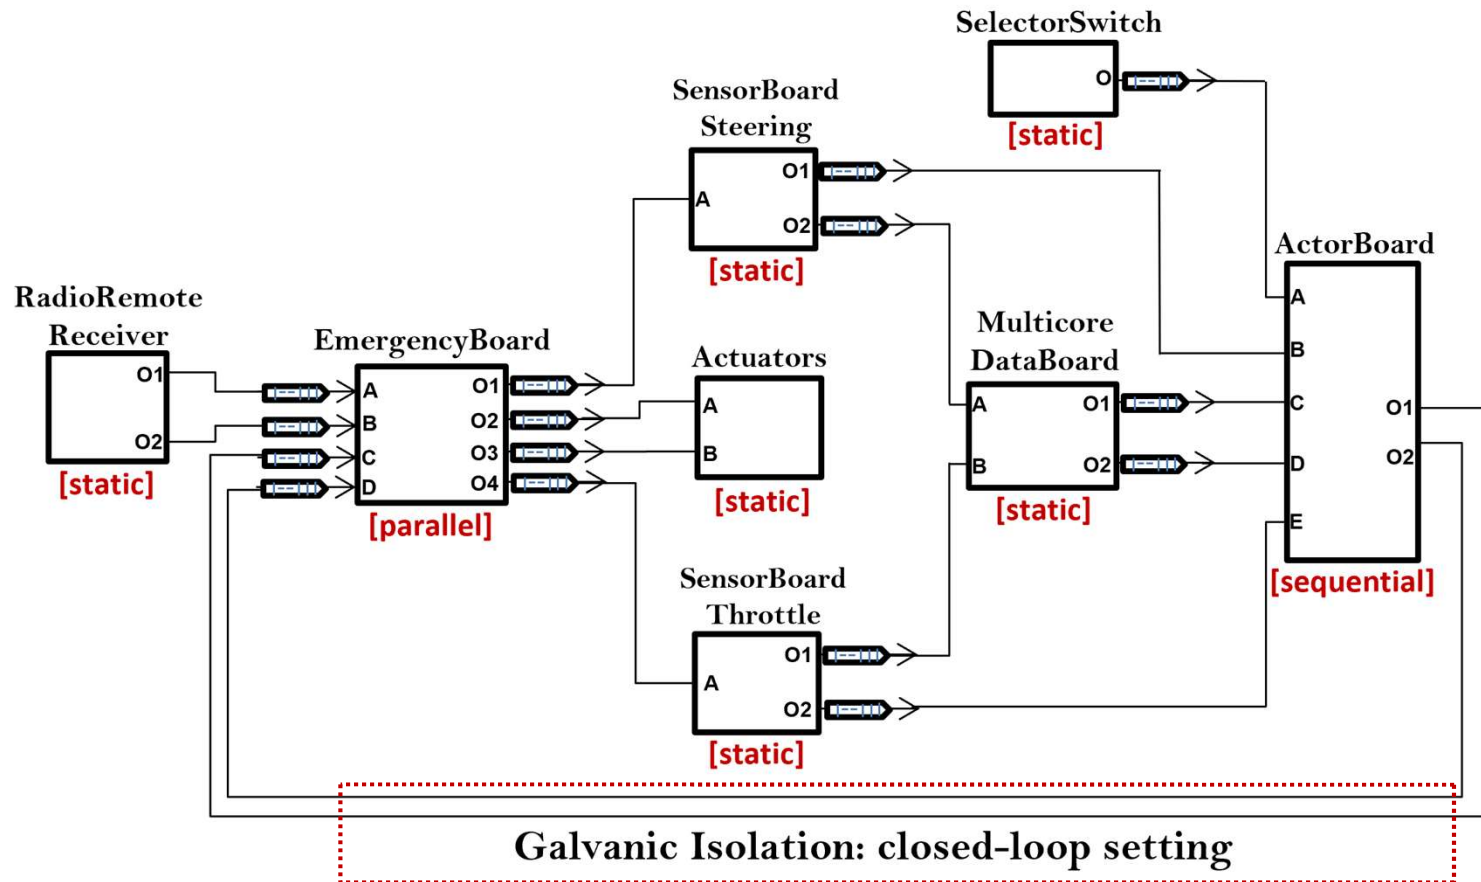 SelectorSwitch
O
[static]
SensorBoard
Steering
O1
A
O2
[static]
ActorBoard
A
B
C
D
E
O1
O2
[sequential]
RadioRemote
Receiver
O1
O2
[static]
EmergencyBoard
A
B
C
D
O1
O2
O3
O4
[parallel]
Actuators
A
B
[static]
Multicore
DataBoard
A
B
O1
O2
[static]
SensorBoard
Throttle
O1
A
O2
[static]
Galvanic Isolation: closed-loop setting